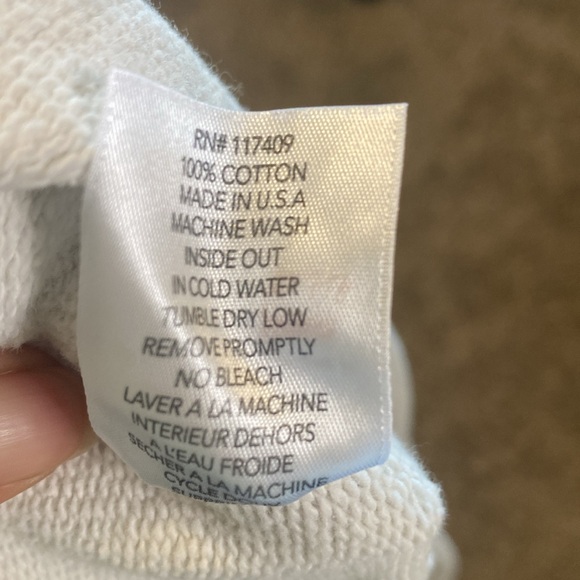 RN# 117409
100% COTTON
MADE IN U.S.A
MACHINE WASH
INSIDE OUT
IN COLD WATER
TUMBLE DRY LOW
REMOVE PROMPTLY
NO BLEACH
LAVER A LA MACHINE
INTERIEUR DEHORS
A L'EAU FROIDE
SECHER A LA MACHINE
CYCLE